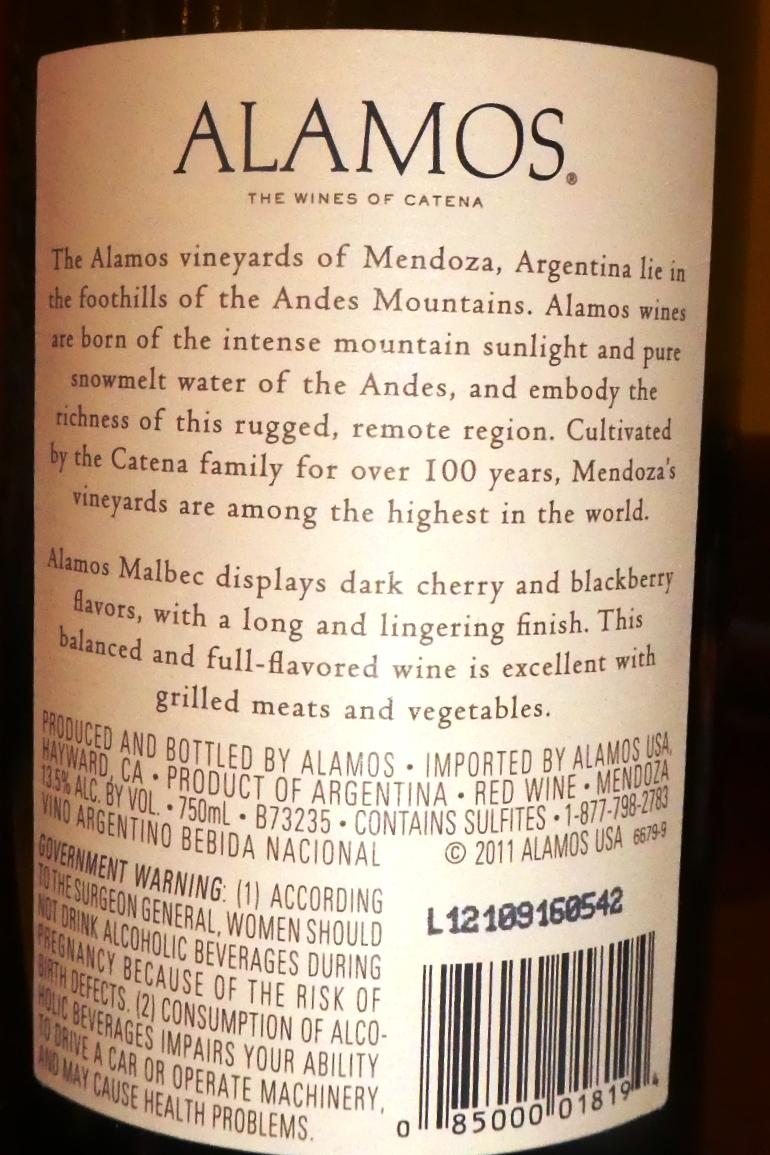 ALAMOS®
THE WINES OF CATENA
The Alamos vineyards of Mendoza, Argentina lie in
the foothills of the Andes Mountains. Alamos wines
are born of the intense mountain sunlight and pure
snowmelt water of the Andes, and embody the
richness of this rugged, remote region. Cultivated
by the Catena family for over 100 years, Mendoza's
vineyards are among the highest in the world.
Alamos Malbec displays dark cherry and blackberry
flavors, with a long and lingering finish. This
balanced and full-flavored wine is excellent with
grilled meats and vegetables.
PRODUCED AND BOTTLED BY ALAMOS • IMPORTED BY ALAMOS USA,
HAYWARD, CA • PRODUCT OF ARGENTINA • RED WINE • MENDOZA
13.5% ALC. BY VOL. • 750mL • B73235 • CONTAINS SULFITES • 1-877-798-2783
VINO ARGENTINO BEBIDA NACIONAL © 2011 ALAMOS USA 6679-9
GOVERNMENT WARNING: (1) ACCORDING
TO THE SURGEON GENERAL, WOMEN SHOULD
NOT DRINK ALCOHOLIC BEVERAGES DURING
PREGNANCY BECAUSE OF THE RISK OF
BIRTH DEFECTS. (2) CONSUMPTION OF ALCO-
HOLIC BEVERAGES IMPAIRS YOUR ABILITY
TO DRIVE A CAR OR OPERATE MACHINERY,
AND MAY CAUSE HEALTH PROBLEMS.
L12109160542
0 85000 01819 4